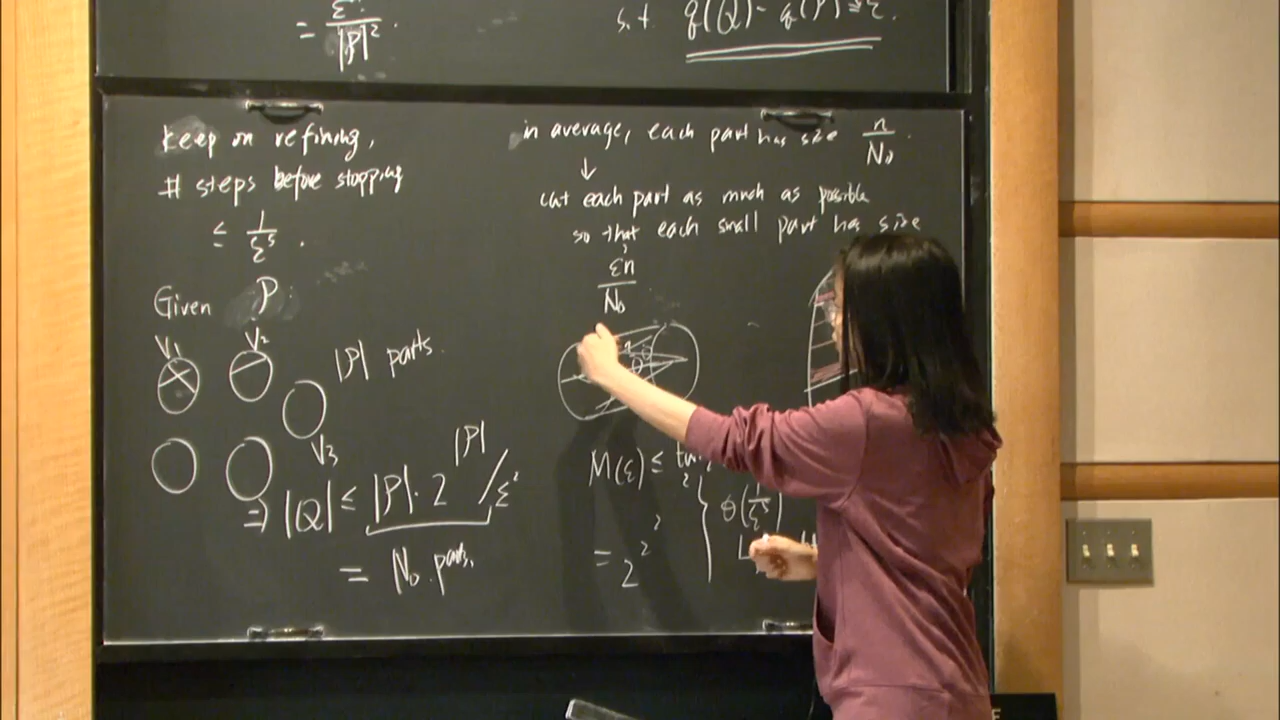 = ε / |P|².
s.t. q(Q) - q(P) ≥ ε
keep on refining,
# steps before stopping
≤ 1/ε⁵ .
Given P
V₁ V₂
|P| parts.
V₃
⇒ |Q| ≤ |P| · 2^|P| / ε²
= N₀ parts.
in average, each part has size n/N₀ .
↓
cut each part as much as possible
so that each small part has size
εn/N₀
M(ε) ≤
= 2^2^2 } θ(1/ε⁵)